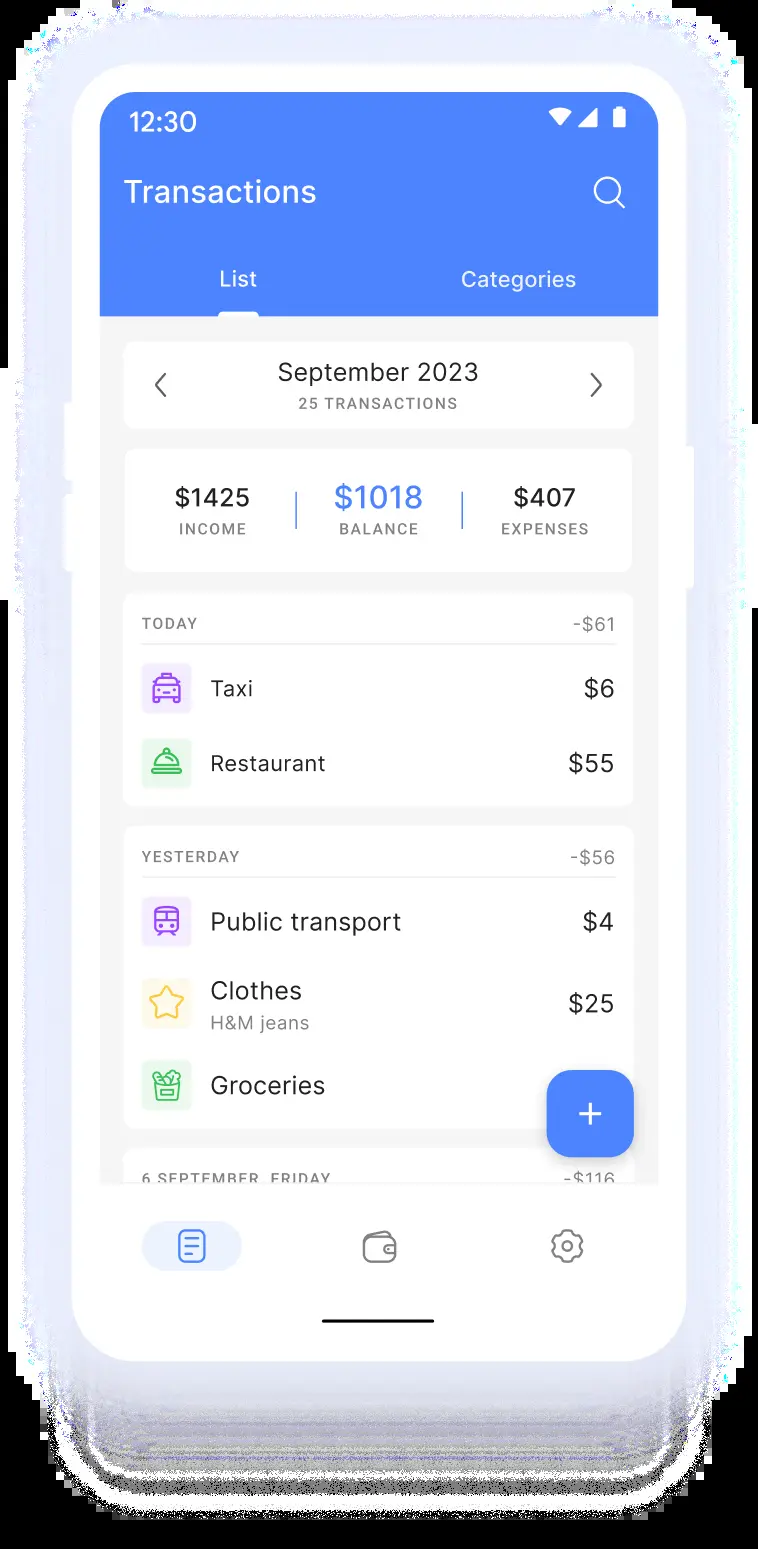 12:30
Transactions
List Categories
September 2023
25 TRANSACTIONS
$1425 $1018 $407
INCOME BALANCE EXPENSES
TODAY -$61
Taxi $6
Restaurant $55
YESTERDAY -$56
Public transport $4
Clothes
H&M jeans
$25
Groceries
+
6 SEPTEMBER, FRIDAY -$116